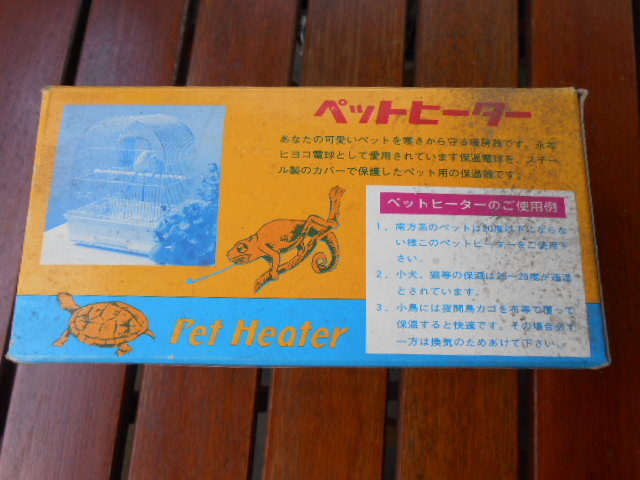 ペットヒーター
あなたの可愛いペットを寒さから守る暖房器です。永年
ヒヨコ電球として愛用されています保温電球を、スチー
ル製のカバーで保護したペット用の保温器です。
ペットヒーターのご使用例
1. 南方系のペットは20度以下にならな
い様このペットヒーターをご使用下
さい。
2. 小犬、猫等の保温は25〜28度が適温
とされています。
3. 小鳥には夜間鳥カゴを布等で覆って
保温すると快適です。その場合必ず
一方は換気のためあけて下さい。
Pet Heater